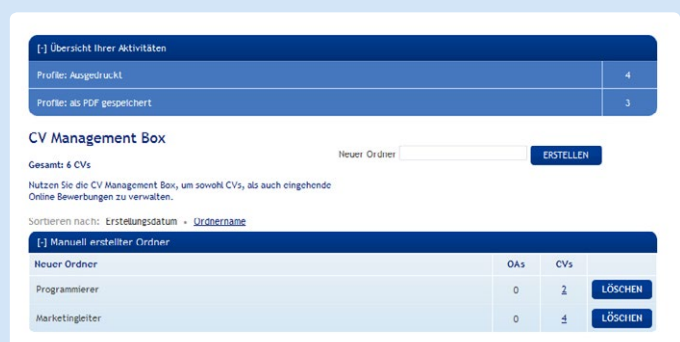 [-] Übersicht Ihrer Aktivitäten
Profile: Ausgedruckt 4
Profile: als PDF gespeichert 3
CV Management Box
Neuer Ordner ERSTELLEN
Gesamt: 6 CVs
Nutzen Sie die CV Management Box, um sowohl CVs, als auch eingehende
Online Bewerbungen zu verwalten.
Sortieren nach: Erstellungsdatum • Ordnername
[-] Manuell erstellter Ordner
Neuer Ordner OAs CVs
Programmierer 0 2 LÖSCHEN
Marketingleiter 0 4 LÖSCHEN